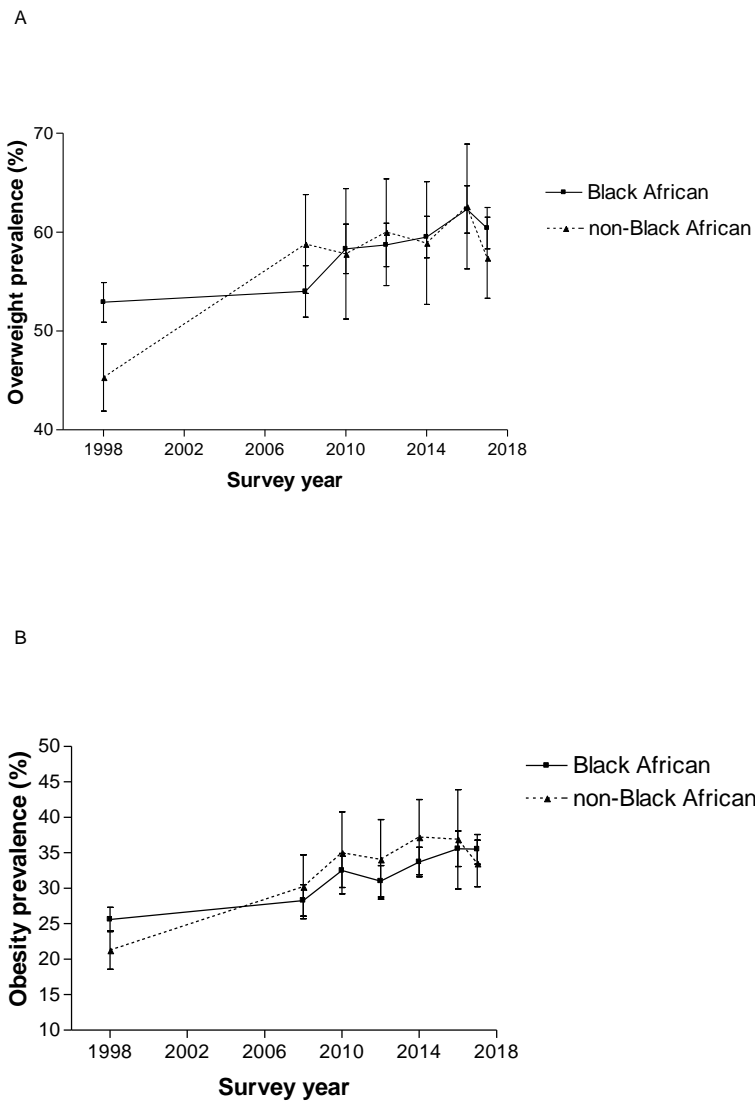 A
Overweight prevalence (%)
70
60
50
40
1998 2002 2006 2010 2014 2018
Survey year
Black African
non-Black African
B
Obesity prevalence (%)
50
45
40
35
30
25
20
15
10
1998 2002 2006 2010 2014 2018
Survey year
Black African
non-Black African